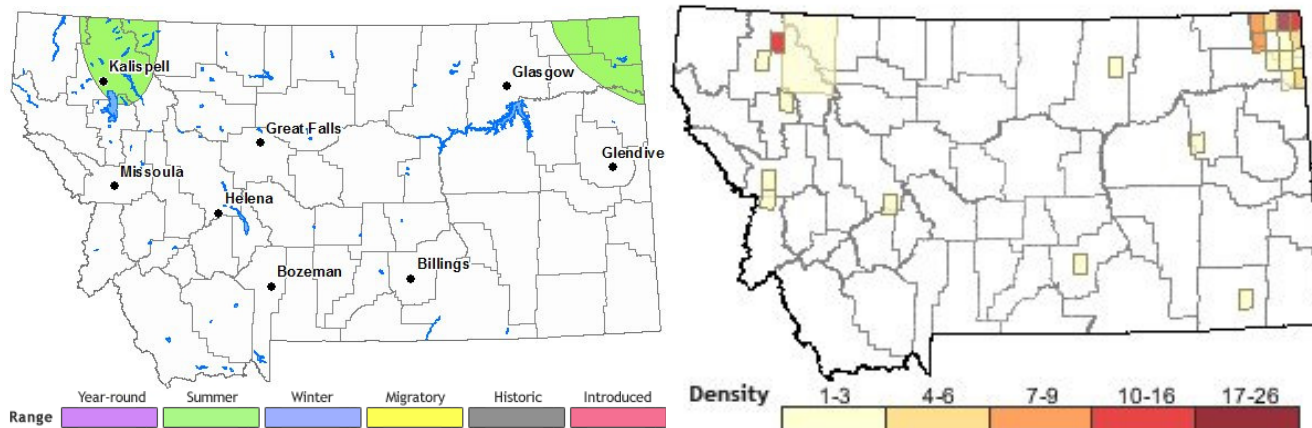 Kalispell
Glasgow
Great Falls
Glendive
Missoula
Helena
Bozeman
Billings
Range Year-round Summer Winter Migratory Historic Introduced
Density 1-3 4-6 7-9 10-16 17-26